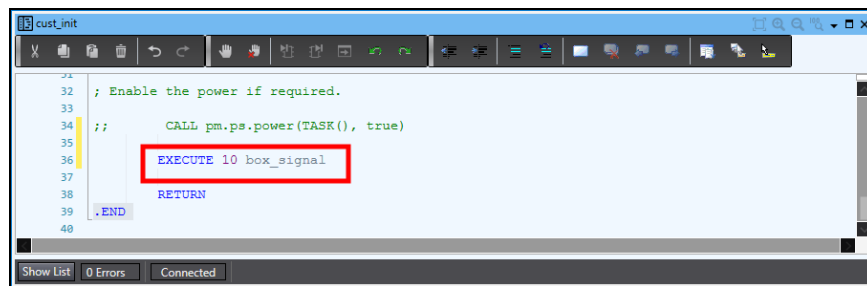 cust_init
31
32 ; Enable the power if required.
33
34 ;; CALL pm.ps.power(TASK(), true)
35
36 EXECUTE 10 box_signal
37
38 RETURN
39 .END
40
Show List 0 Errors Connected